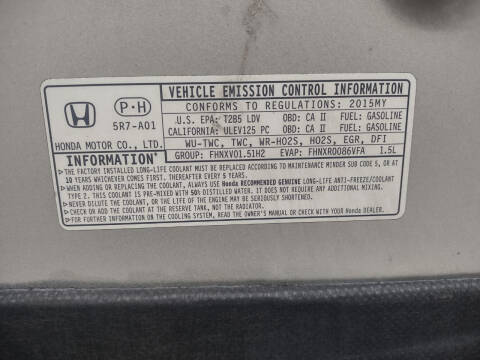 P·H
5R7-A01
HONDA MOTOR CO., LTD.
VEHICLE EMISSION CONTROL INFORMATION
CONFORMS TO REGULATIONS: 2015MY
U.S. EPA: T2B5 LDV OBD: CA II FUEL: GASOLINE
CALIFORNIA: ULEV125 PC OBD: CA II FUEL: GASOLINE
WU-TWC, TWC, WR-HO2S, HO2S, EGR, DFI
GROUP: FHNXV01.51H2 EVAP: FHNXR0086VFA 1.5L
INFORMATION
▶THE FACTORY INSTALLED LONG-LIFE COOLANT MUST BE REPLACED ACCORDING TO MAINTENANCE MINDER SUB CODE 5, OR AT
10 YEARS WHICHEVER COMES FIRST, THEREAFTER EVERY 5 YEARS.
▶WHEN ADDING OR REPLACING THE COOLANT, ALWAYS USE Honda RECOMMENDED GENUINE LONG-LIFE ANTI-FREEZE/COOLANT
TYPE 2. THIS COOLANT IS PRE-MIXED WITH 50% DISTILLED WATER. IT DOES NOT REQUIRE ANY ADDITIONAL MIXING.
▶NEVER DILUTE THE COOLANT, OR THE LIFE OF THE ENGINE MAY BE SERIOUSLY SHORTENED.
▶CHECK OR ADD THE COOLANT AT THE RESERVE TANK, NOT THE RADIATOR.
▶FOR FURTHER INFORMATION ON THE COOLING SYSTEM, READ THE OWNER'S MANUAL OR CHECK WITH YOUR Honda DEALER.